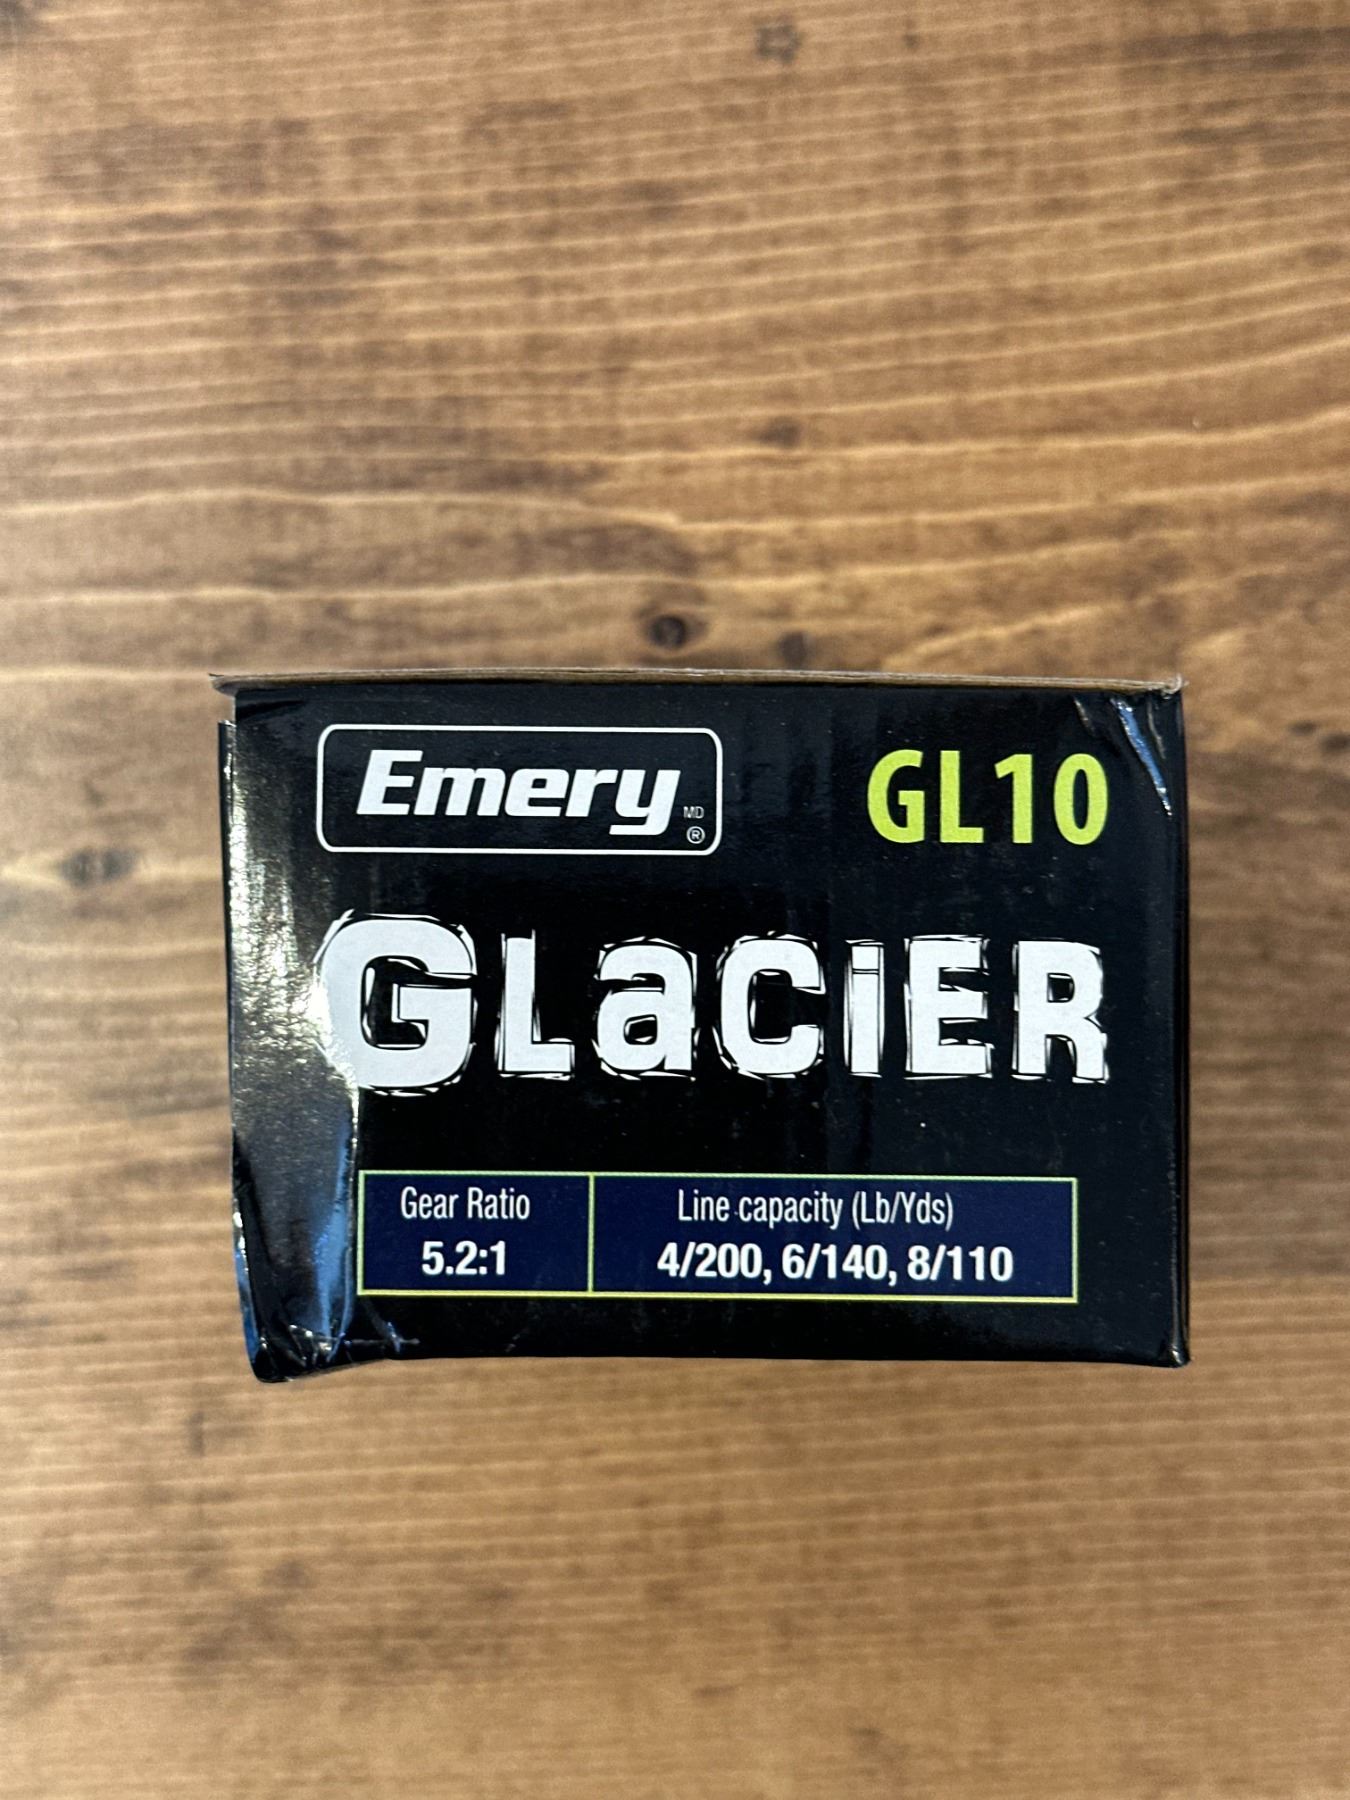 Emery MD ®
GL10
GLaCiER
Gear Ratio
5.2:1
Line capacity (Lb/Yds)
4/200, 6/140, 8/110